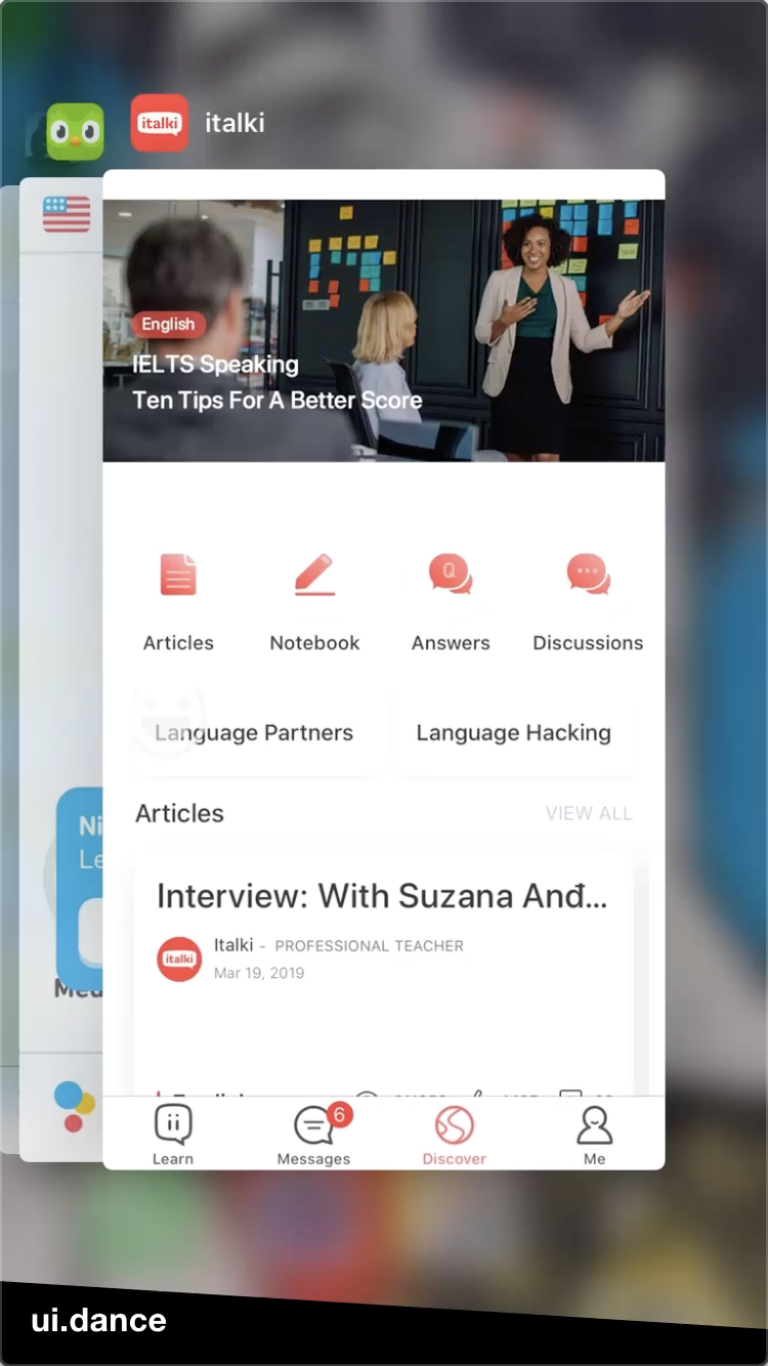 italki
italki
English
IELTS Speaking
Ten Tips For A Better Score
Articles
Notebook
Q
Answers
Discussions
Language Partners
Language Hacking
Articles
VIEW ALL
Interview: With Suzana Anđ...
italki
Italki - PROFESSIONAL TEACHER
Mar 19, 2019
Ni
Le
6
Learn
Messages
Discover
Me
ui.dance